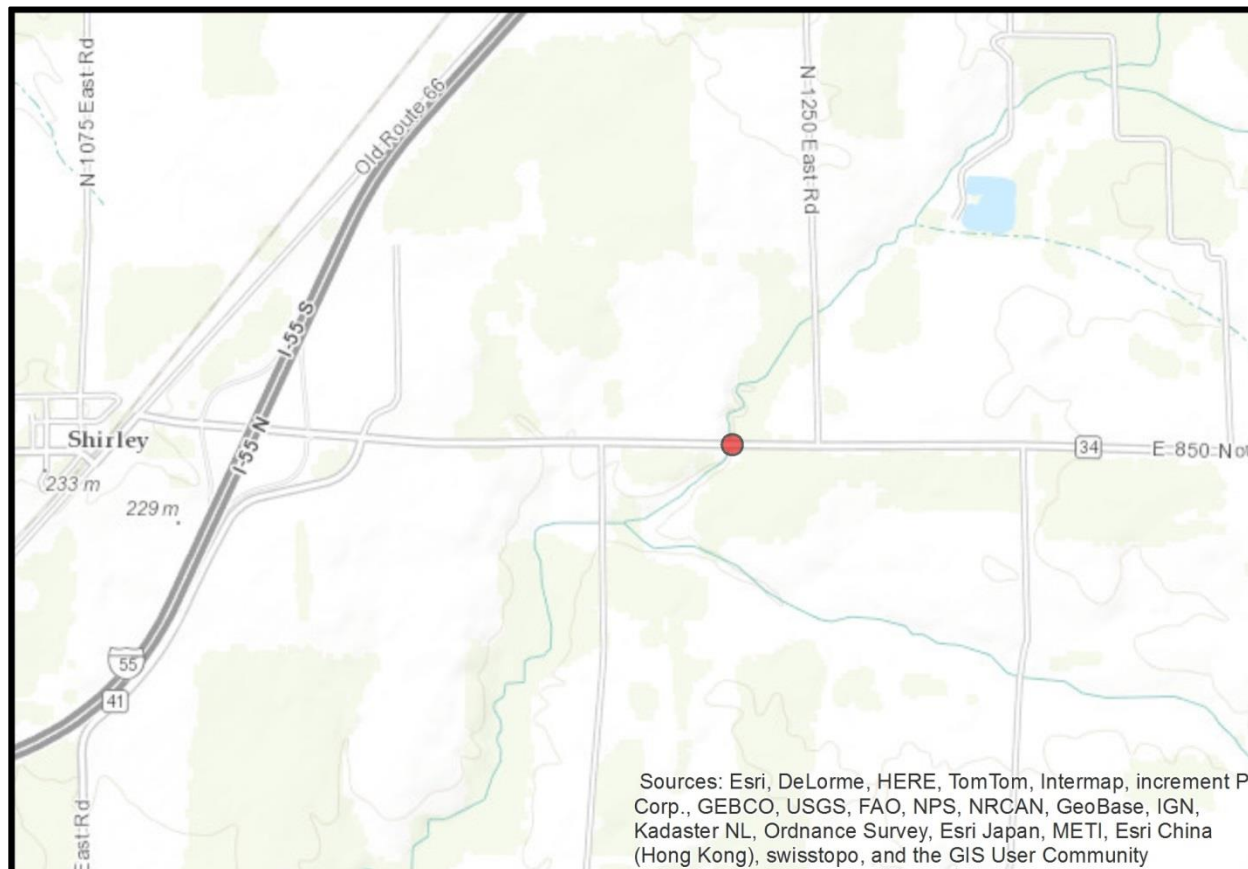 N 1075 East Rd
Old Route 66
N 1250 East Rd
I-55 S
I-55 N
Shirley
34
E 850 Not
233 m
229 m
55
41
East Rd
Sources: Esri, DeLorme, HERE, TomTom, Intermap, increment P
Corp., GEBCO, USGS, FAO, NPS, NRCAN, GeoBase, IGN,
Kadaster NL, Ordnance Survey, Esri Japan, METI, Esri China
(Hong Kong), swisstopo, and the GIS User Community